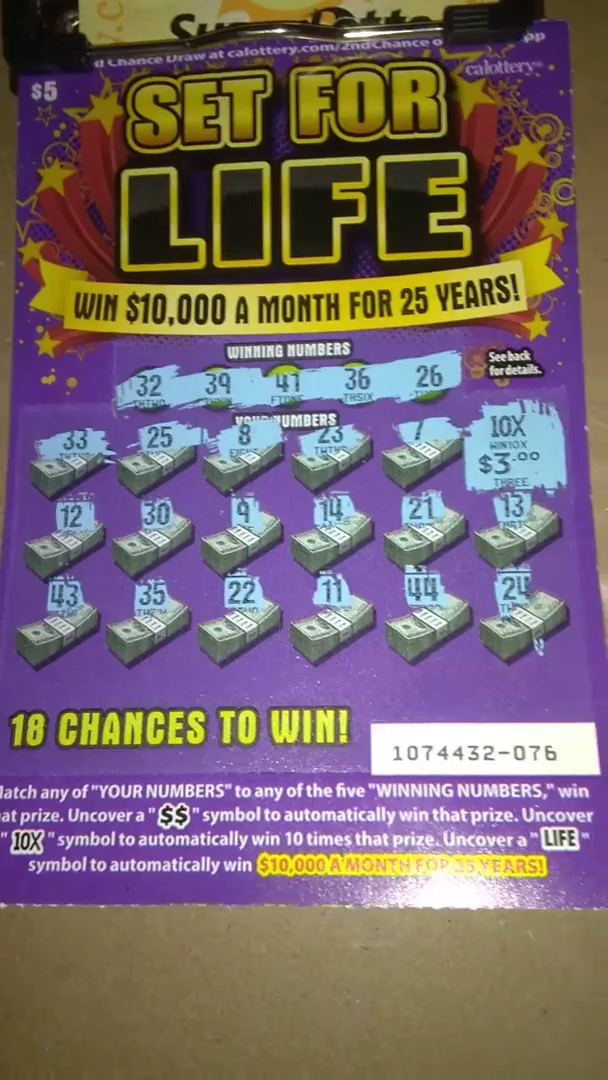 d Chance Draw at calottery.com/2ndChance o
$5
calottery
SET FOR
LIFE
WIN $10,000 A MONTH FOR 25 YEARS!
WINNING NUMBERS
See back
for details.
32 39 41 36 26
THSIX
YOUR NUMBERS
33 25 8 23 7 10X
WIN10X
$3.00
THREE
12 30 9 14 21 13
43 35 22 11 44 24
18 CHANCES TO WIN!
1074432-076
Match any of "YOUR NUMBERS" to any of the five "WINNING NUMBERS," win
at prize. Uncover a "$$" symbol to automatically win that prize. Uncover
"10X" symbol to automatically win 10 times that prize. Uncover a "LIFE"
symbol to automatically win $10,000 A MONTH FOR 25 YEARS!